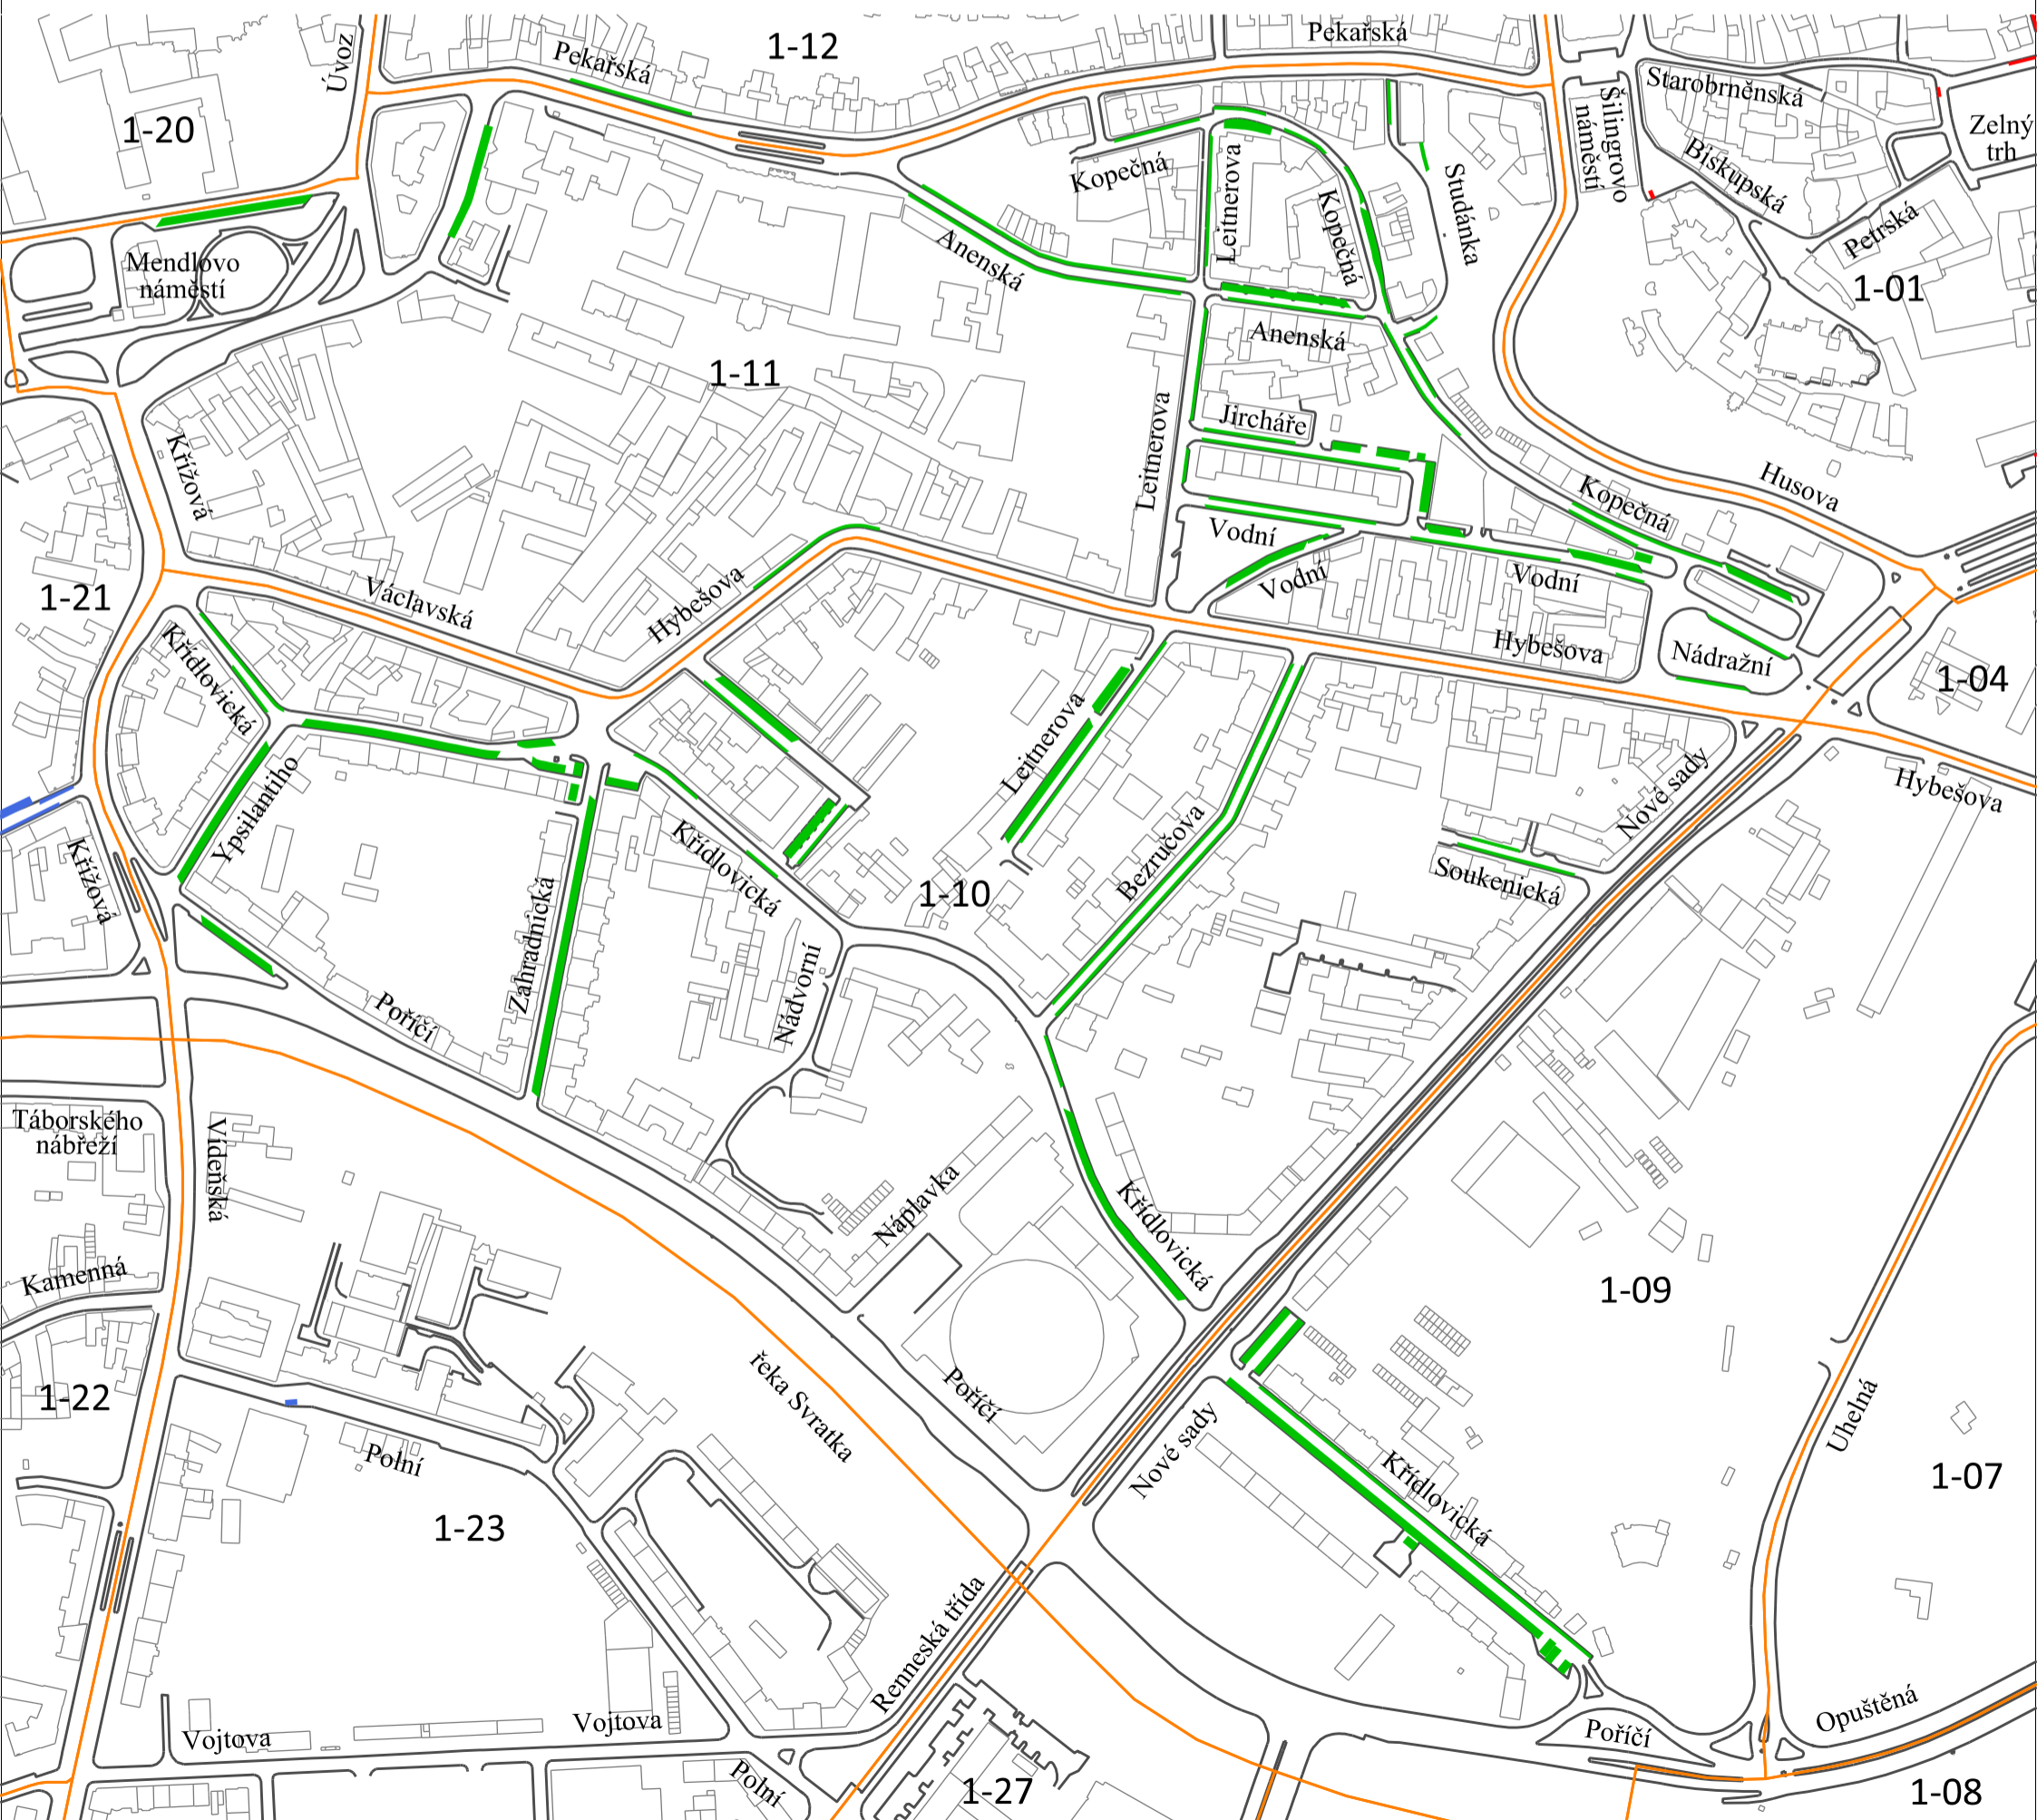 Úvoz
1-12
Pekařská
Pekařská
1-20
Starobrněnská
Šilingrovo
náměstí
Zelný
trh
Biskupská
Kopečná
Leitnerova
Kopečná
Studánka
Petrská
Anenská
Mendlovo
náměstí
1-01
Anenská
1-11
Jircháře
Leitnerova
Křížová
Husova
Kopečná
Vodní
Vodní
Vodní
1-21
Václavská
Hybešova
Hybešova
Nádražní
1-04
Křídlovická
Ypsilantiho
Leitnerova
Nové sady
Hybešova
Křížová
Křídlovická
Bezručova
Soukenická
1-10
Zahradnická
Nádvorní
Poříčí
Táborského
nábřeží
Vídeňská
Náplavka
Křídlovická
Kamenná
1-09
1-22
řeka Svratka
Poříčí
Uhelná
Polní
Nové sady
Křídlovická
1-07
1-23
Renneská třída
Vojtova
Vojtova
Opuštěná
Poříčí
Polní
1-27
1-08